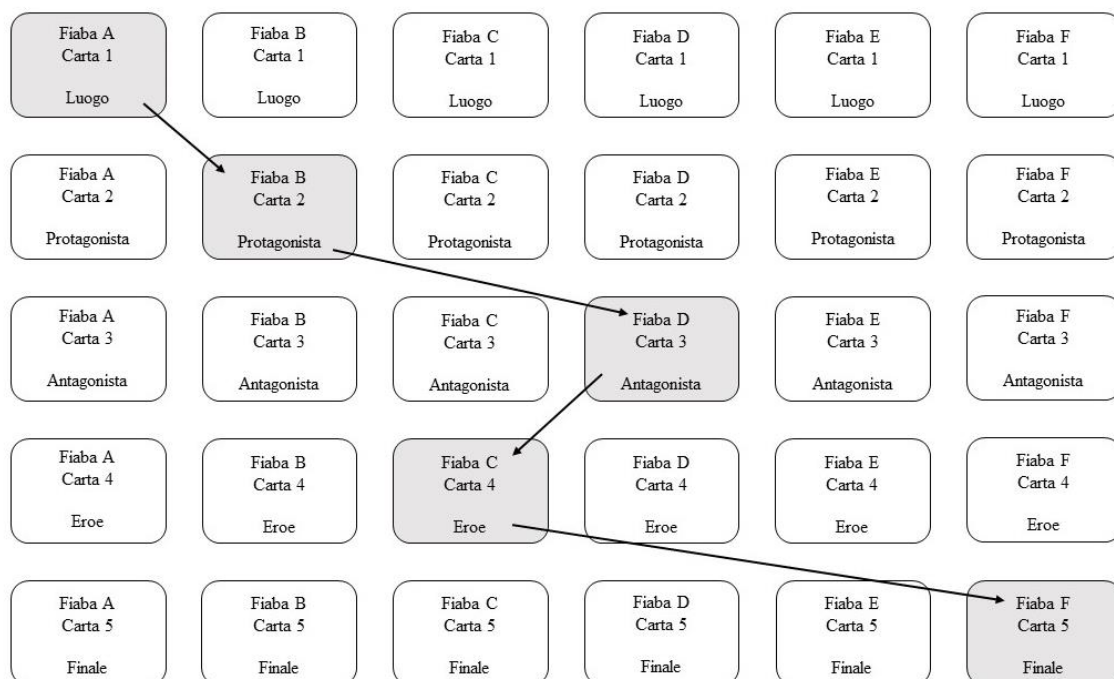 Fiaba A
Carta 1
Luogo
Fiaba B
Carta 1
Luogo
Fiaba C
Carta 1
Luogo
Fiaba D
Carta 1
Luogo
Fiaba E
Carta 1
Luogo
Fiaba F
Carta 1
Luogo
Fiaba A
Carta 2
Protagonista
Fiaba B
Carta 2
Protagonista
Fiaba C
Carta 2
Protagonista
Fiaba D
Carta 2
Protagonista
Fiaba E
Carta 2
Protagonista
Fiaba F
Carta 2
Protagonista
Fiaba A
Carta 3
Antagonista
Fiaba B
Carta 3
Antagonista
Fiaba C
Carta 3
Antagonista
Fiaba D
Carta 3
Antagonista
Fiaba E
Carta 3
Antagonista
Fiaba F
Carta 3
Antagonista
Fiaba A
Carta 4
Eroe
Fiaba B
Carta 4
Eroe
Fiaba C
Carta 4
Eroe
Fiaba D
Carta 4
Eroe
Fiaba E
Carta 4
Eroe
Fiaba F
Carta 4
Eroe
Fiaba A
Carta 5
Finale
Fiaba B
Carta 5
Finale
Fiaba C
Carta 5
Finale
Fiaba D
Carta 5
Finale
Fiaba E
Carta 5
Finale
Fiaba F
Carta 5
Finale